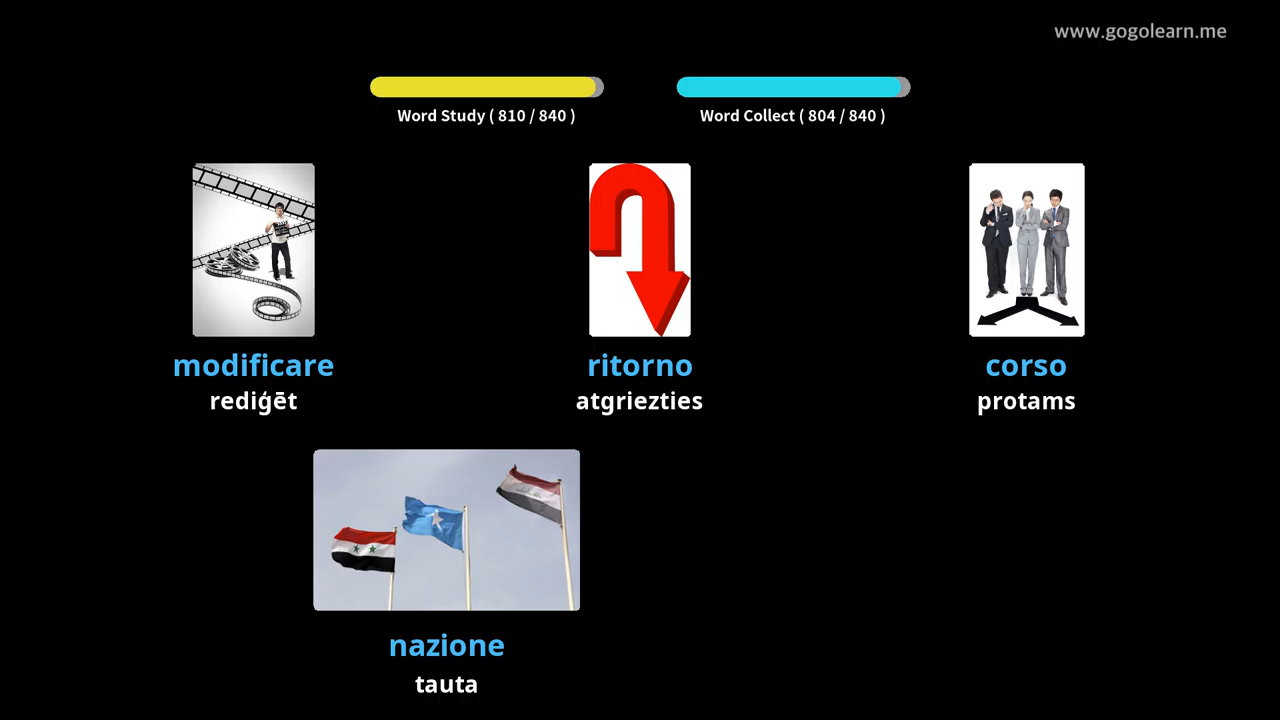 www.gogolearn.me
Word Study ( 810 / 840 )
Word Collect ( 804 / 840 )
modificare
rediģēt
ritorno
atgriezties
corso
protams
nazione
tauta